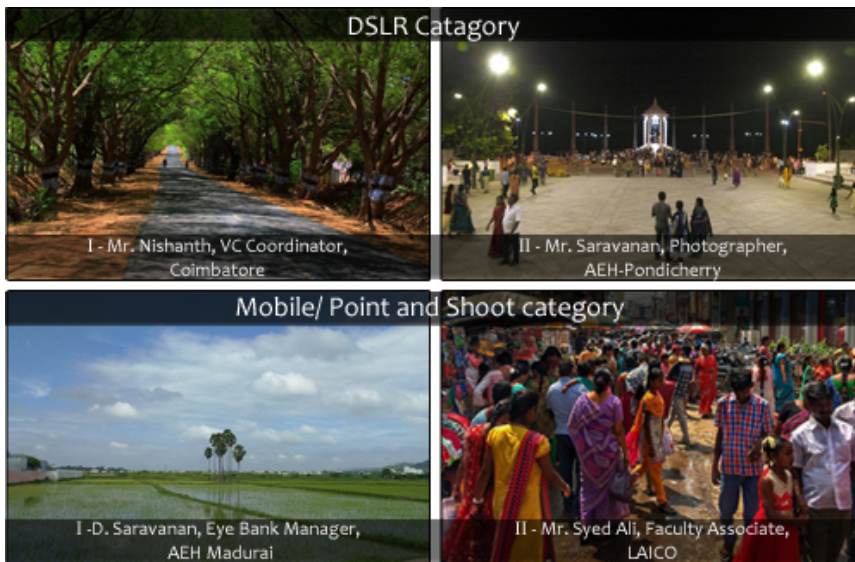 DSLR Catagory
I - Mr. Nishanth, VC Coordinator,
Coimbatore
II - Mr. Saravanan, Photographer,
AEH-Pondicherry
Mobile/ Point and Shoot category
I -D. Saravanan, Eye Bank Manager,
AEH Madurai
II - Mr. Syed Ali, Faculty Associate,
LAICO